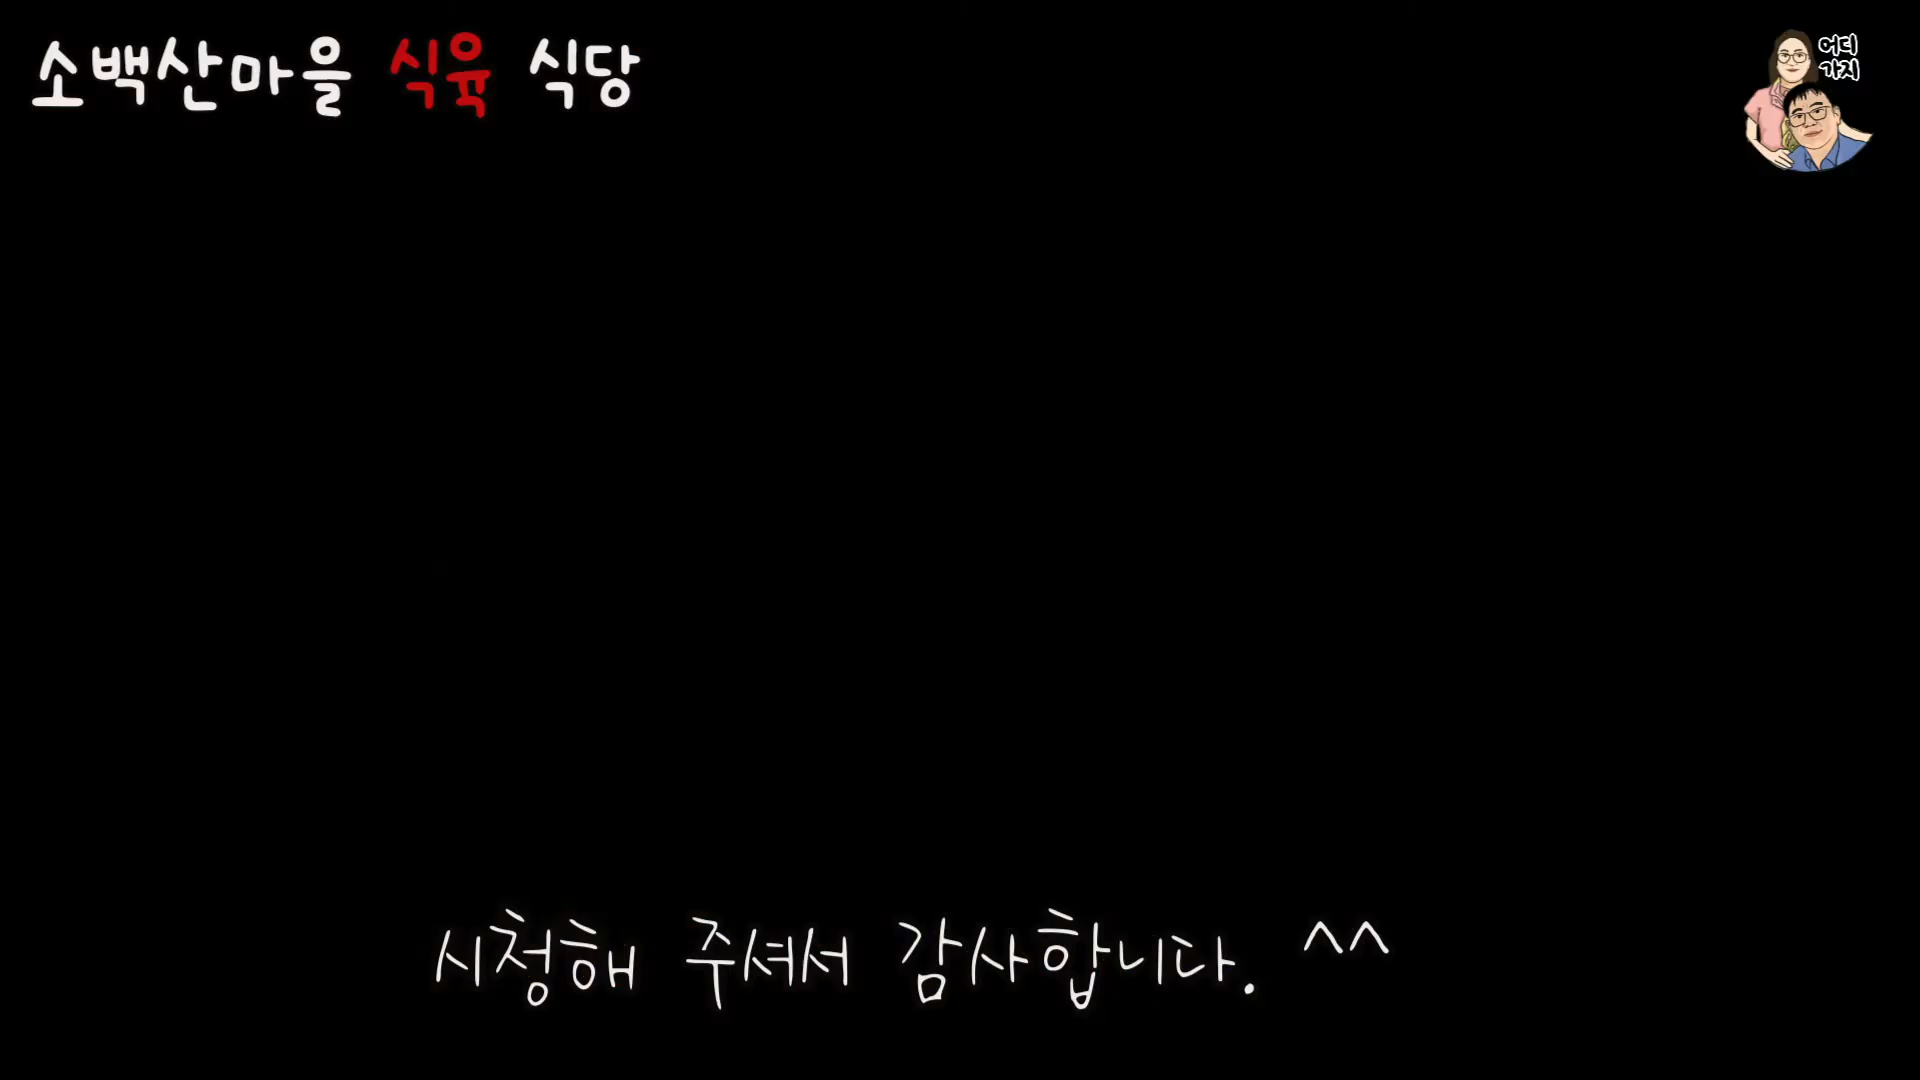 소백산마을 식육 식당
어디
가지
시청해 주셔서 감사합니다. ^^